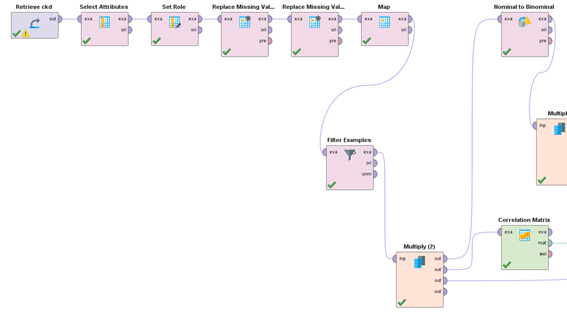 Retrieve ckd
Select Attributes
Set Role
Replace Missing Val...
Replace Missing Val...
Map
Nominal to Binominal
out
exa exa
ori
exa exa
ori
exa exa
ori
pre
exa exa
ori
pre
exa exa
ori
exa exa
ori
pre
Multipl
inp
Filter Examples
exa exa
ori
unm
Correlation Matrix
exa exa
mat
wei
Multiply (2)
inp out
out
out
out